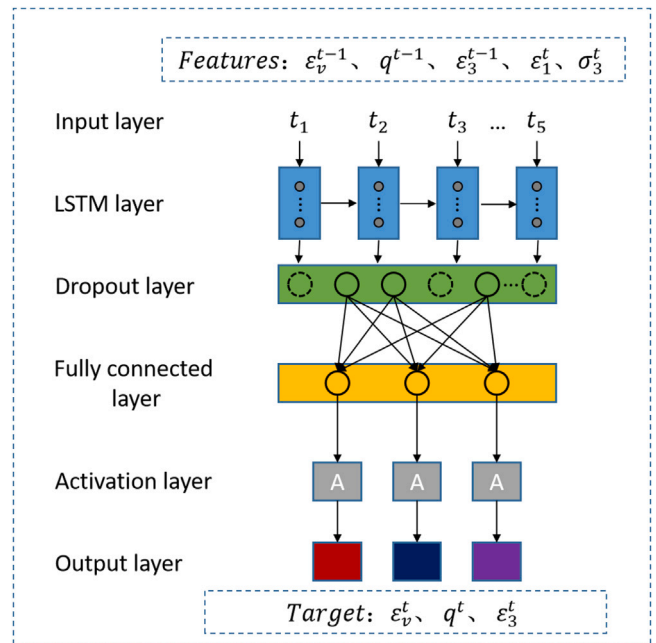 Features: ε_v^{t-1}、 q^{t-1}、 ε_3^{t-1}、 ε_1^t、 σ_3^t
Input layer t_1 t_2 t_3 ... t_5
LSTM layer
Dropout layer
Fully connected
layer
Activation layer A A A
Output layer
Target: ε_v^t、 q^t、 ε_3^t